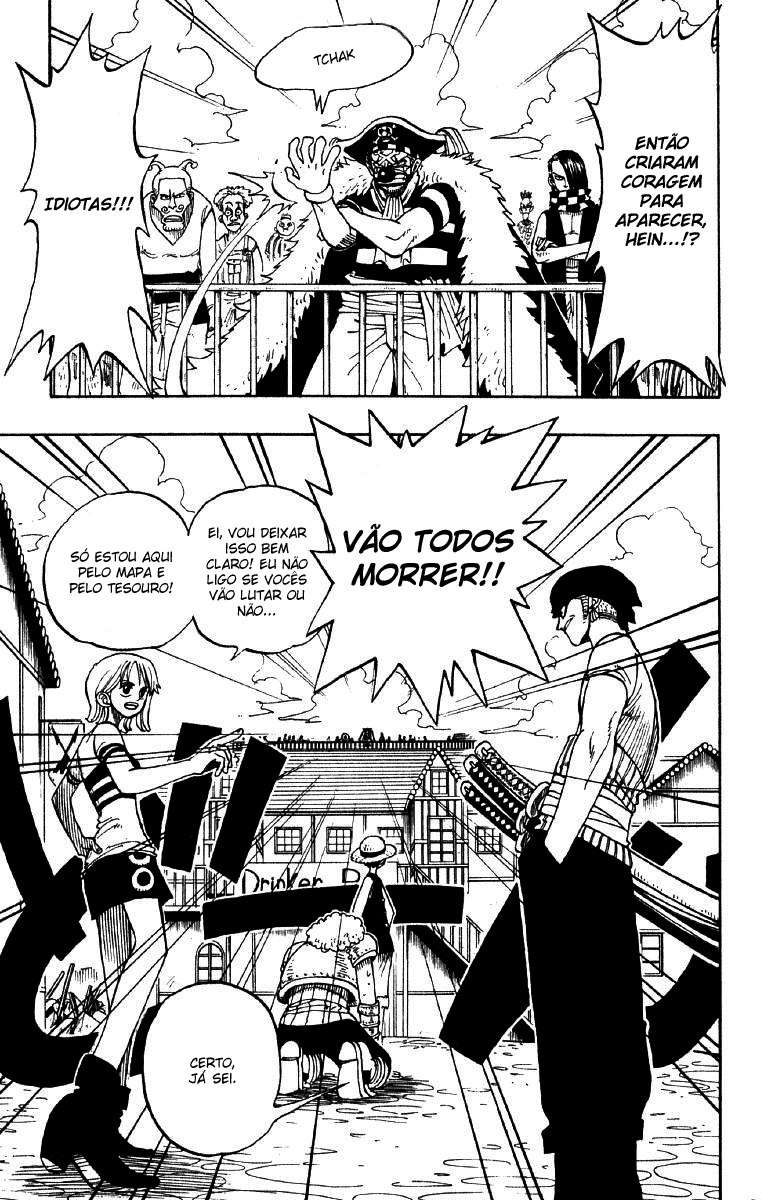 ENTÃO
CRIARAM
CORAGEM
PARA
APARECER,
HEIN...!?
TCHAK
IDIOTAS!!!
VÃO TODOS
MORRER!!
EI, VOU DEIXAR
ISSO BEM
CLARO! EU NÃO
LIGO SE VOCÊS
VÃO LUTAR OU
NÃO...
SÓ ESTOU AQUI
PELO MAPA E
PELO TESOURO!
Drinker
CERTO,
JÁ SEI.